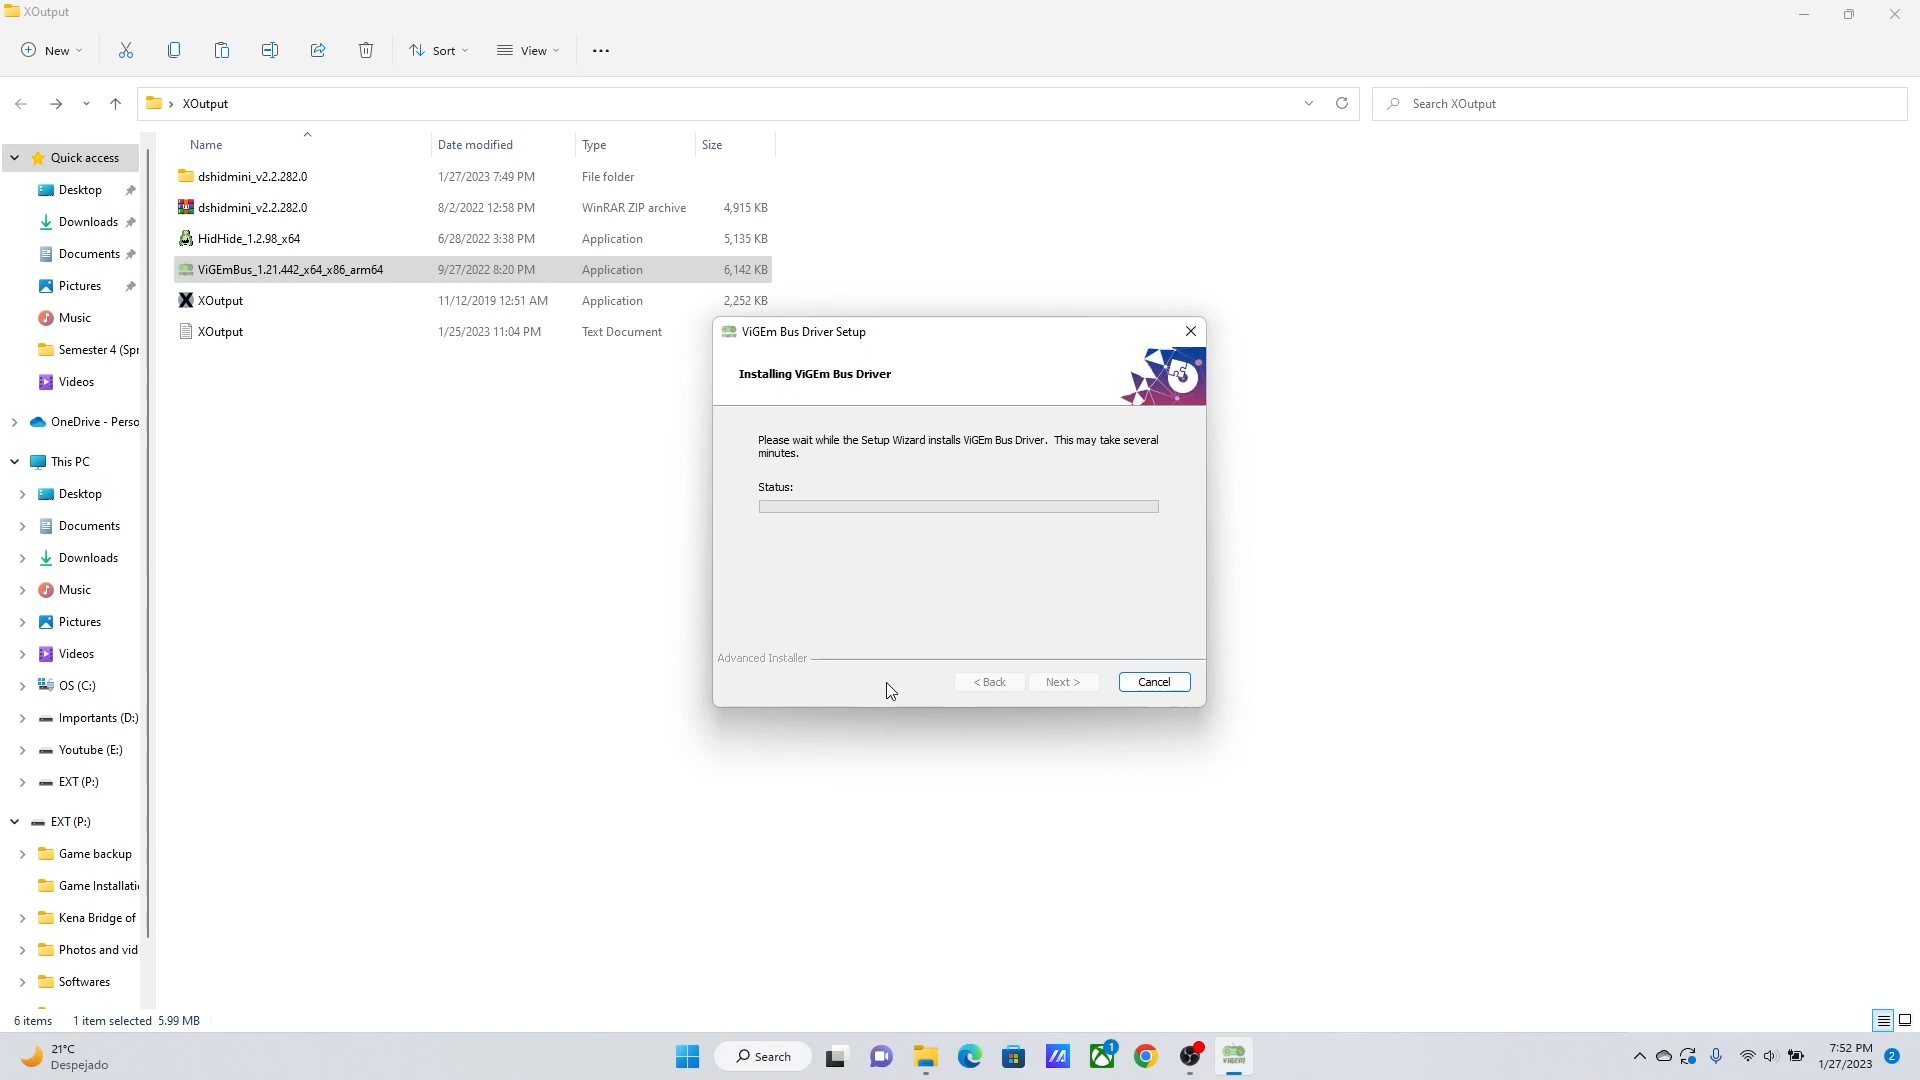 XOutput
New
Sort
View
XOutput
Search XOutput
Name
Date modified
Type
Size
dshidmini_v2.2.282.0
1/27/2023 7:49 PM
File folder
dshidmini_v2.2.282.0
8/2/2022 12:58 PM
WinRAR ZIP archive
4,915 KB
HidHide_1.2.98_x64
6/28/2022 3:38 PM
Application
5,135 KB
ViGEmBus_1.21.442_x64_x86_arm64
9/27/2022 8:20 PM
Application
6,142 KB
XOutput
11/12/2019 12:51 AM
Application
2,252 KB
XOutput
1/25/2023 11:04 PM
Text Document
Quick access
Desktop
Downloads
Documents
Pictures
Music
Semester 4 (Spr
Videos
OneDrive - Perso
This PC
Desktop
Documents
Downloads
Music
Pictures
Videos
OS (C:)
Importants (D:)
Youtube (E:)
EXT (P:)
EXT (P:)
Game backup
Game Installatio
Kena Bridge of
Photos and vid
Softwares
ViGEm Bus Driver Setup
Installing ViGEm Bus Driver
Please wait while the Setup Wizard installs ViGEm Bus Driver. This may take several
minutes.
Status:
Advanced Installer
< Back
Next >
Cancel
6 items
1 item selected 5.99 MB
21°C
Despejado
Search
1
ViGEM
7:52 PM
1/27/2023
2